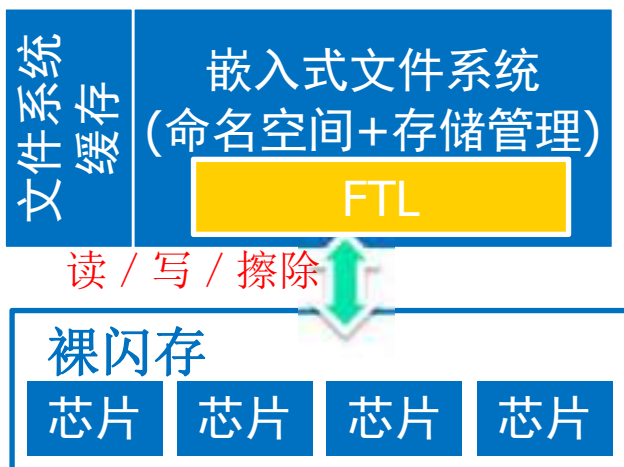 文件系统
缓存
嵌入式文件系统
(命名空间+存储管理)
FTL
读 / 写 / 擦除
裸闪存
芯片 芯片 芯片 芯片